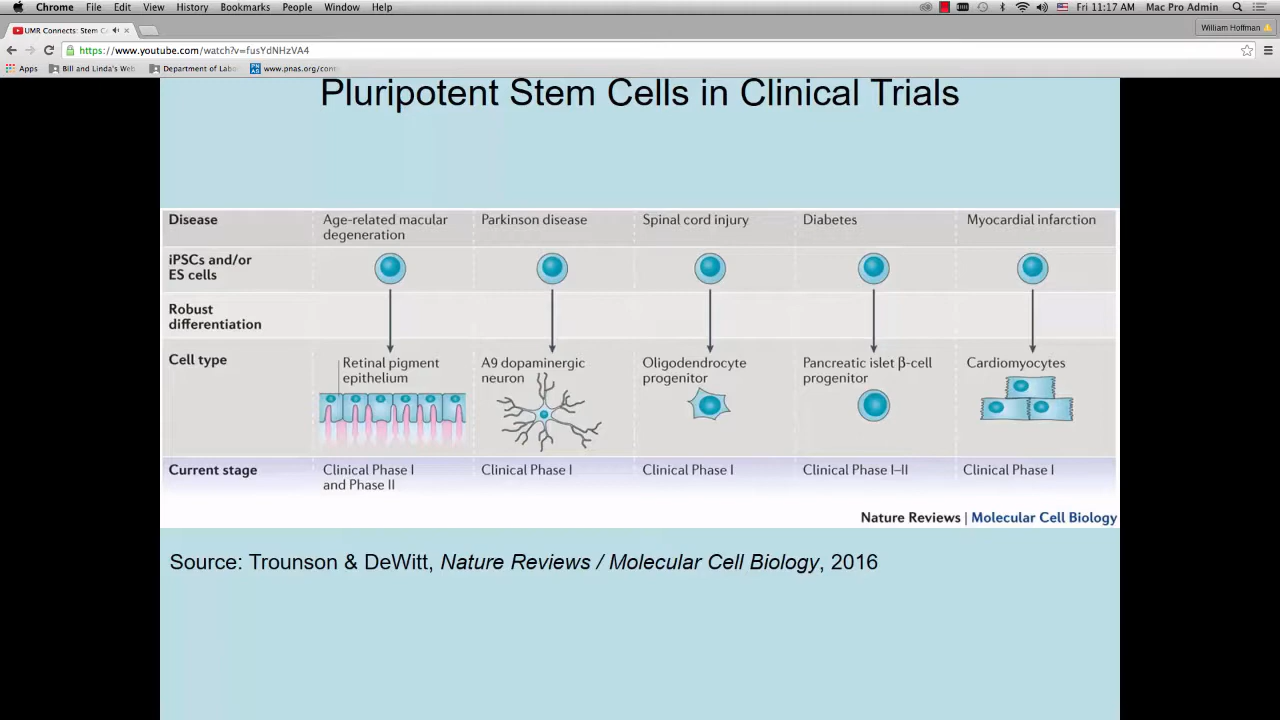 Chrome File Edit View History Bookmarks People Window Help Fri 11:17 AM Mac Pro Admin
UMR Connects: Stem C
William Hoffman
https://www.youtube.com/watch?v=fusYdNHzVA4
Apps Bill and Linda's Web Department of Labo www.pnas.org/cont
Pluripotent Stem Cells in Clinical Trials
Disease
Age-related macular
degeneration
Parkinson disease
Spinal cord injury
Diabetes
Myocardial infarction
iPSCs and/or
ES cells
Robust
differentiation
Cell type
Retinal pigment
epithelium
A9 dopaminergic
neuron
Oligodendrocyte
progenitor
Pancreatic islet β-cell
progenitor
Cardiomyocytes
Current stage
Clinical Phase I
and Phase II
Clinical Phase I
Clinical Phase I
Clinical Phase I–II
Clinical Phase I
Nature Reviews | Molecular Cell Biology
Source: Trounson & DeWitt, Nature Reviews / Molecular Cell Biology, 2016